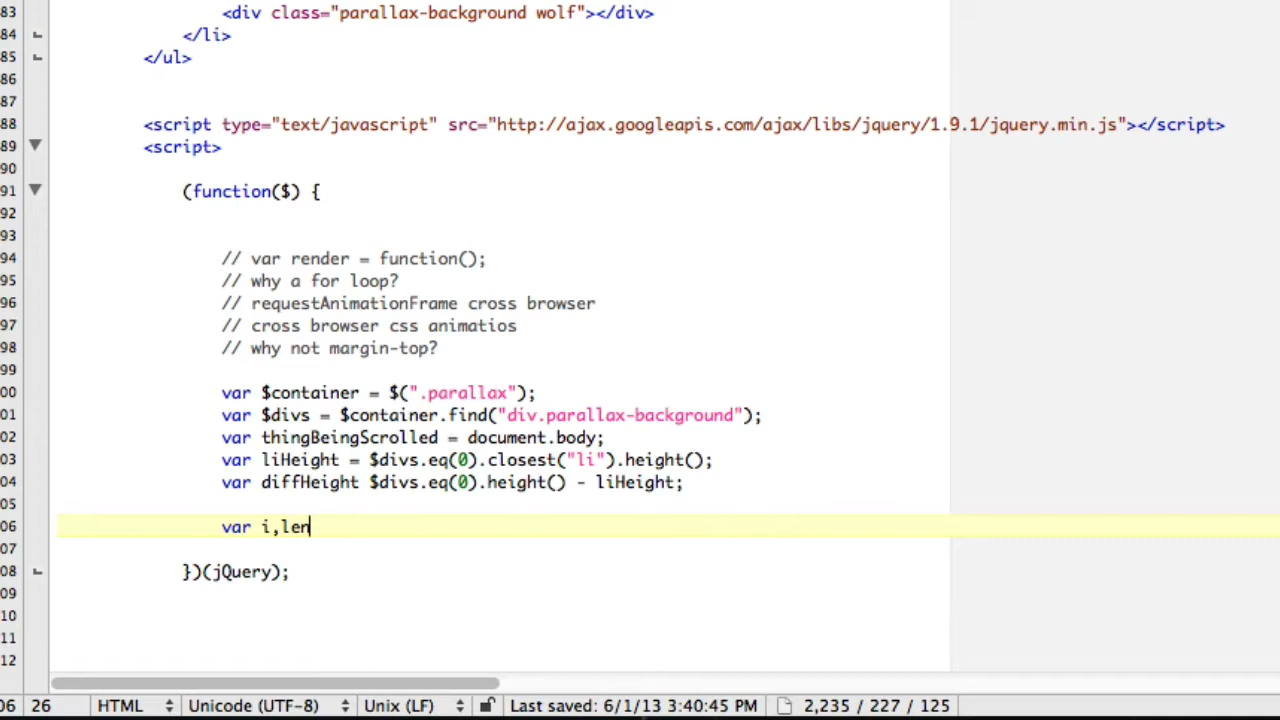 83 <div class="parallax-background wolf"></div>
84 </li>
85 </ul>
86
87
88 <script type="text/javascript" src="http://ajax.googleapis.com/ajax/libs/jquery/1.9.1/jquery.min.js"></script>
89 <script>
90
91 (function($) {
92
93
94 // var render = function();
95 // why a for loop?
96 // requestAnimationFrame cross browser
97 // cross browser css animatios
98 // why not margin-top?
99
00 var $container = $(".parallax");
01 var $divs = $container.find("div.parallax-background");
02 var thingBeingScrolled = document.body;
03 var liHeight = $divs.eq(0).closest("li").height();
04 var diffHeight $divs.eq(0).height() - liHeight;
05
06 var i,len
07
08 })(jQuery);
09
10
11
12
06 26 HTML Unicode (UTF-8) Unix (LF) Last saved: 6/1/13 3:40:45 PM 2,235 / 227 / 125